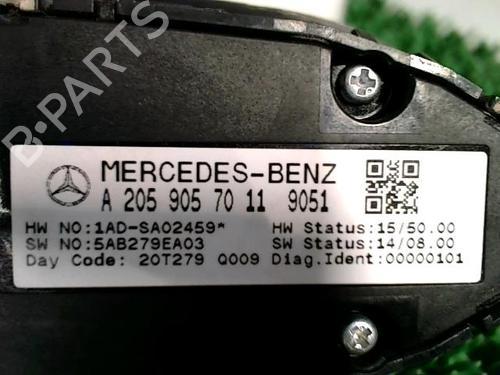 B-PARTS
MERCEDES-BENZ
A 205 905 70 11 9051
HW NO:1AD-SA02459* HW Status:15/50.00
SW NO:5AB279EA03 SW Status:14/08.00
Day Code: 20T279 Q009 Diag.Ident:00000101